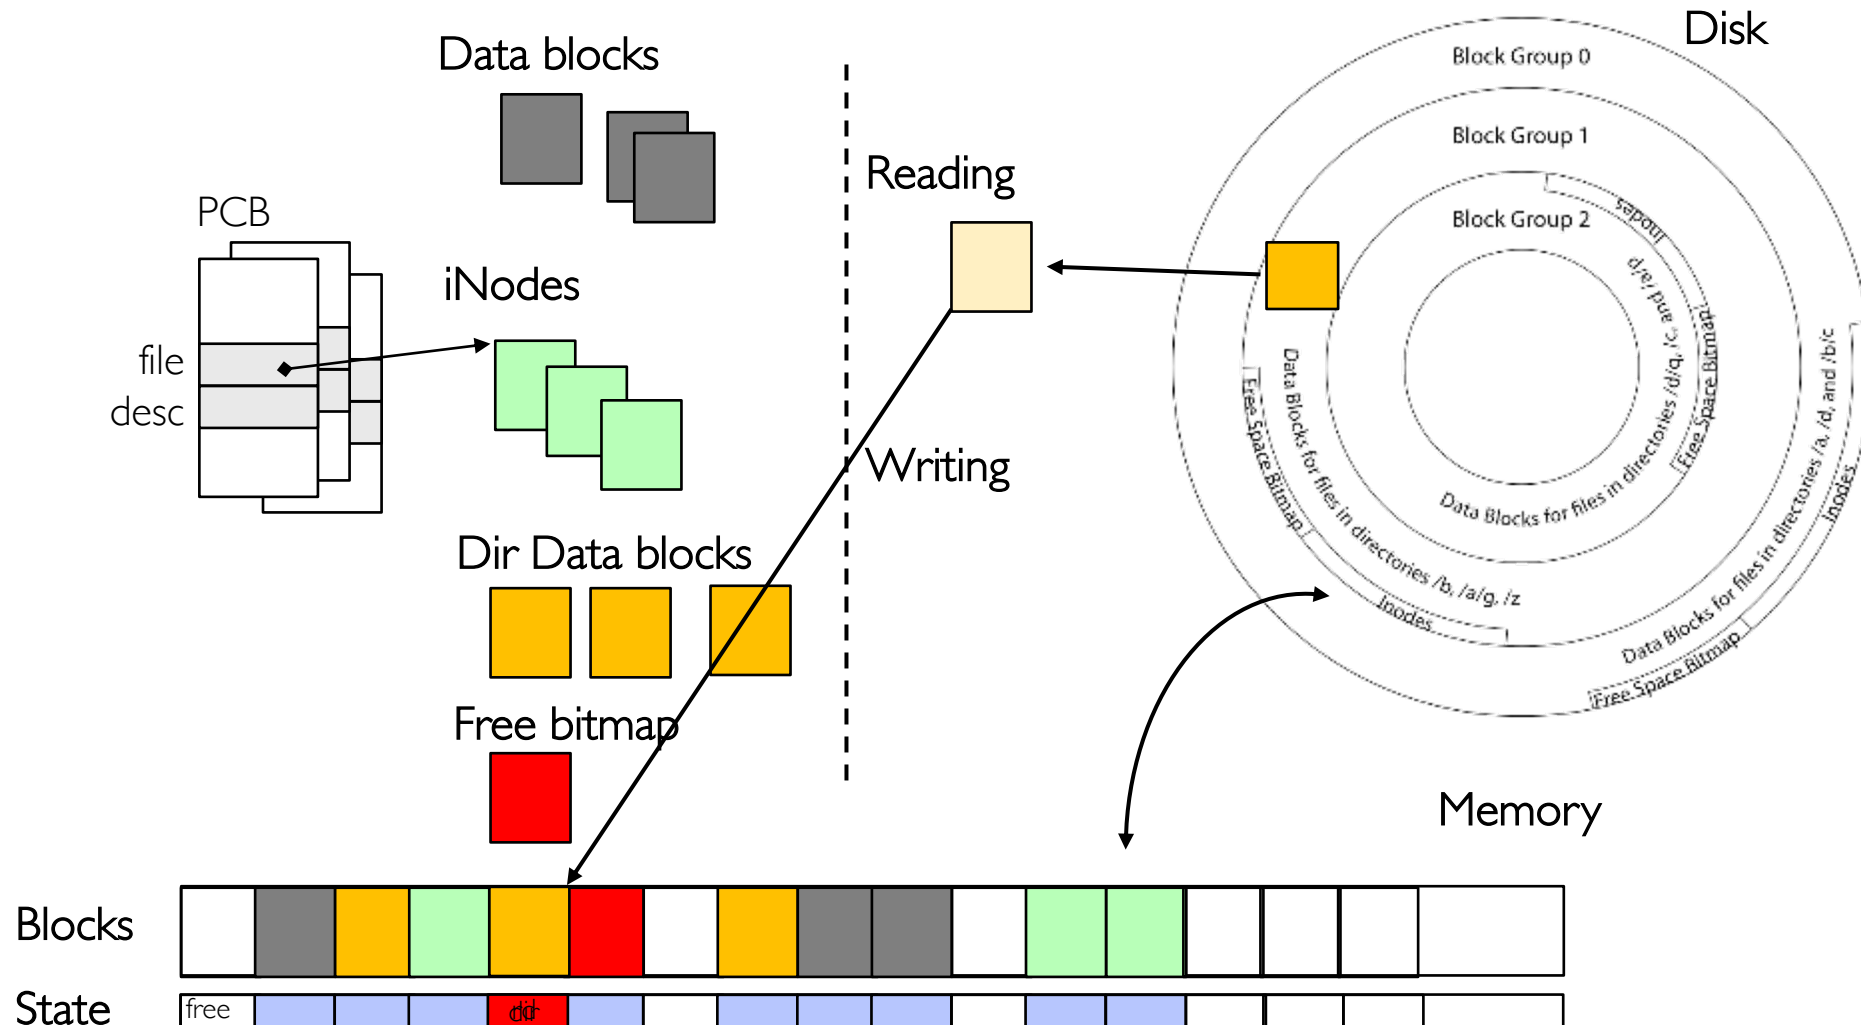 Disk
Data blocks
Block Group 0
Block Group 1
Reading
Inodes
PCB
Block Group 2
iNodes
Data Blocks for files in directories /d/q, /c, and /a/p
Free Space Bitmap
file
desc
Data Blocks for files in directories /b, /a/g, /z
Free Space Bitmap
Inodes
Data Blocks for files in directories /a, /d, and /b/c
Free Space Bitmap
Inodes
Writing
Dir Data blocks
Free bitmap
Memory
Blocks
State
free